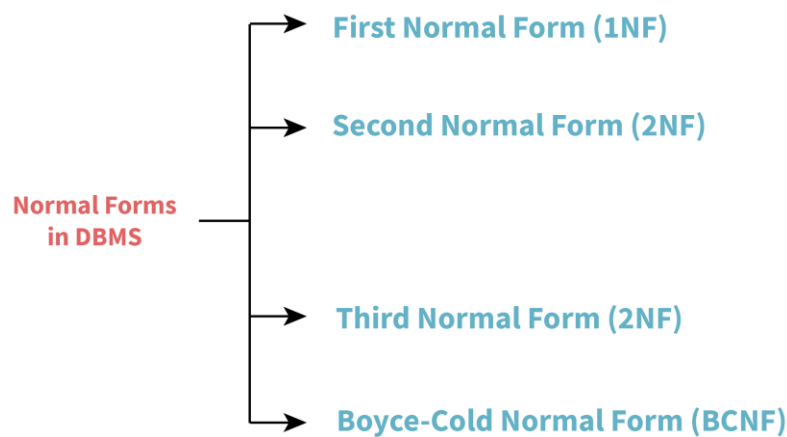 First Normal Form (1NF)
Second Normal Form (2NF)
Normal Forms
in DBMS
Third Normal Form (2NF)
Boyce-Cold Normal Form (BCNF)